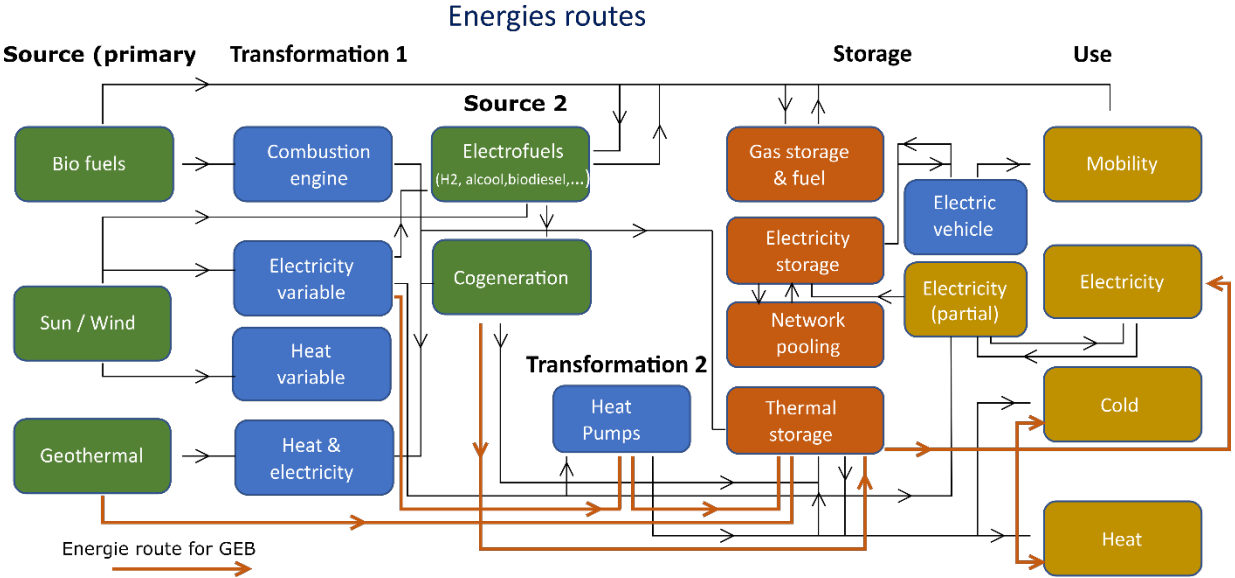 Energies routes
Source (primary
Transformation 1
Storage
Use
Source 2
Bio fuels
Combustion
engine
Electrofuels
(H2, alcool,biodiesel,...)
Gas storage
& fuel
Mobility
Electric
vehicle
Electricity
variable
Cogeneration
Electricity
storage
Electricity
(partial)
Electricity
Sun / Wind
Heat
variable
Network
pooling
Transformation 2
Heat
Pumps
Thermal
storage
Cold
Geothermal
Heat &
electricity
Heat
Energie route for GEB